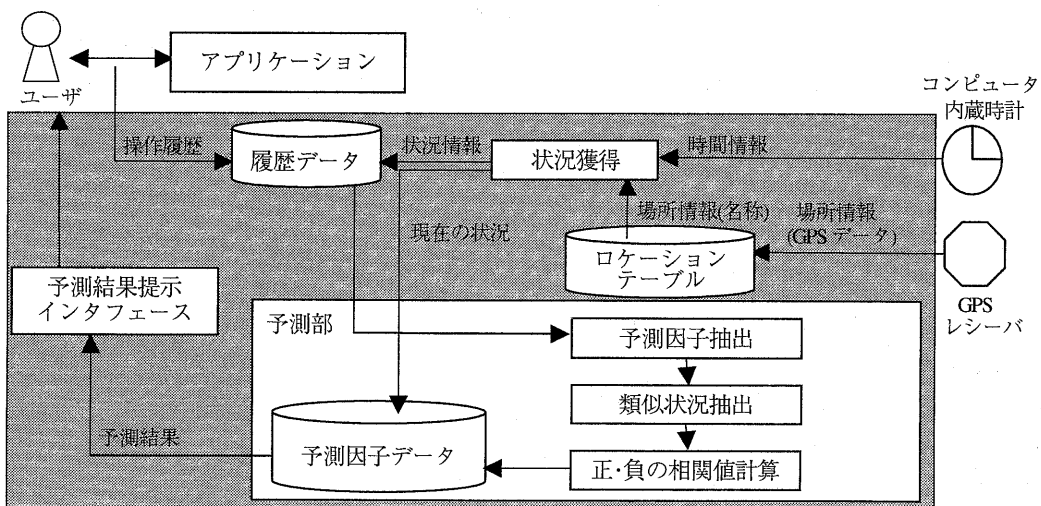 アプリケーション
ユーザ
コンピュータ
内蔵時計
操作履歴
履歴データ
状況情報
状況獲得
時間情報
現在の状況
場所情報(名称)
場所情報
(GPSデータ)
ロケーション
テーブル
GPS
レシーバ
予測結果提示
インタフェース
予測部
予測因子抽出
類似状況抽出
予測結果
予測因子データ
正・負の相関値計算